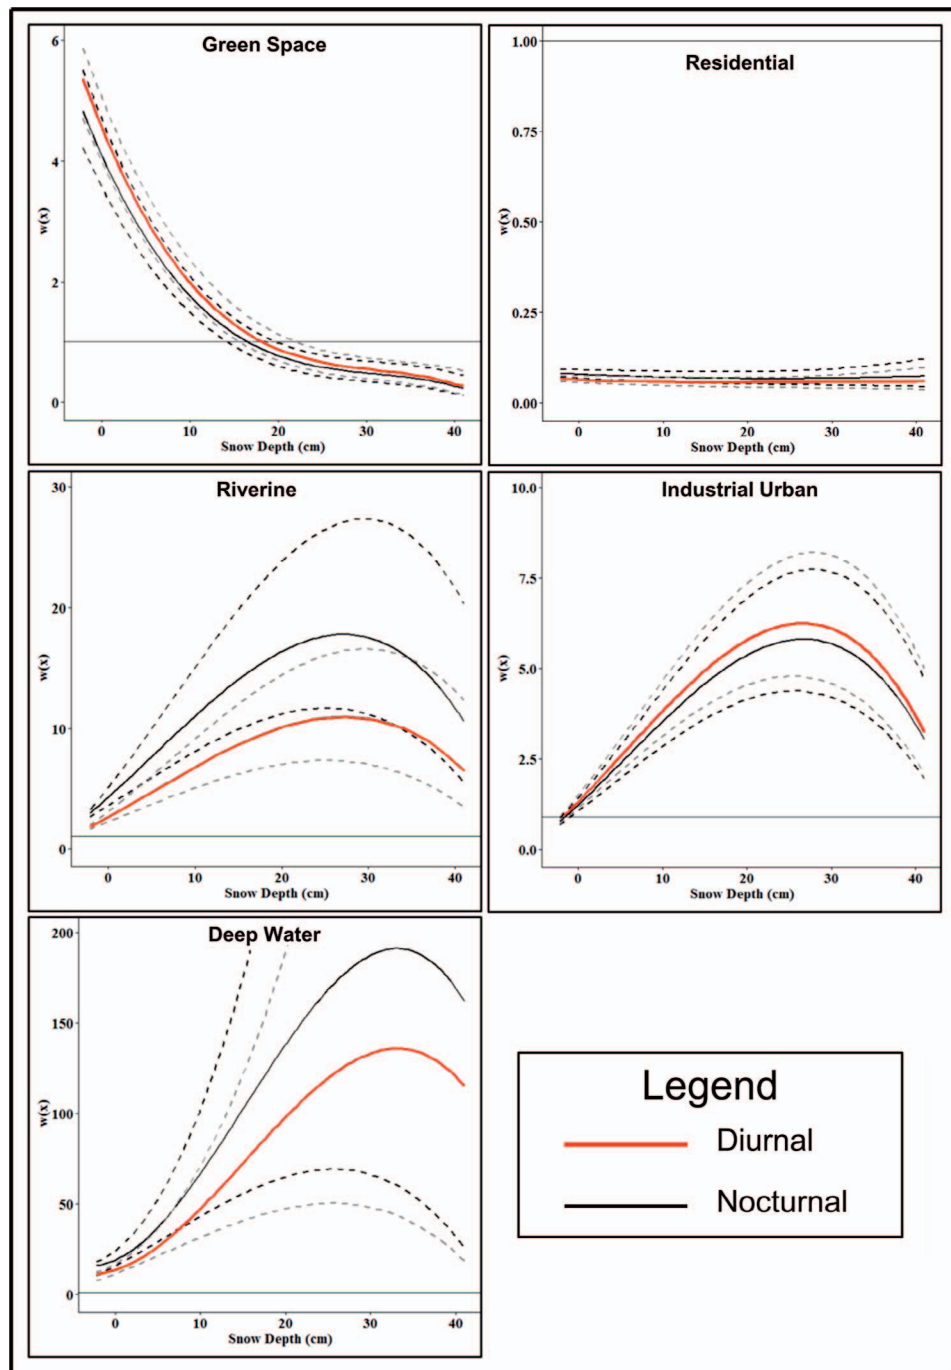 Green Space
6
4
2
0
w(x)
0 10 20 30 40
Snow Depth (cm)
Residential
1.00
0.75
0.50
0.25
0.00
w(x)
0 10 20 30 40
Snow Depth (cm)
Riverine
30
20
10
0
w(x)
0 10 20 30 40
Snow Depth (cm)
Industrial Urban
10.0
7.5
5.0
2.5
0.0
w(x)
0 10 20 30 40
Snow Depth (cm)
Deep Water
200
150
100
50
0
w(x)
0 10 20 30 40
Snow Depth (cm)
Legend
Diurnal
Nocturnal